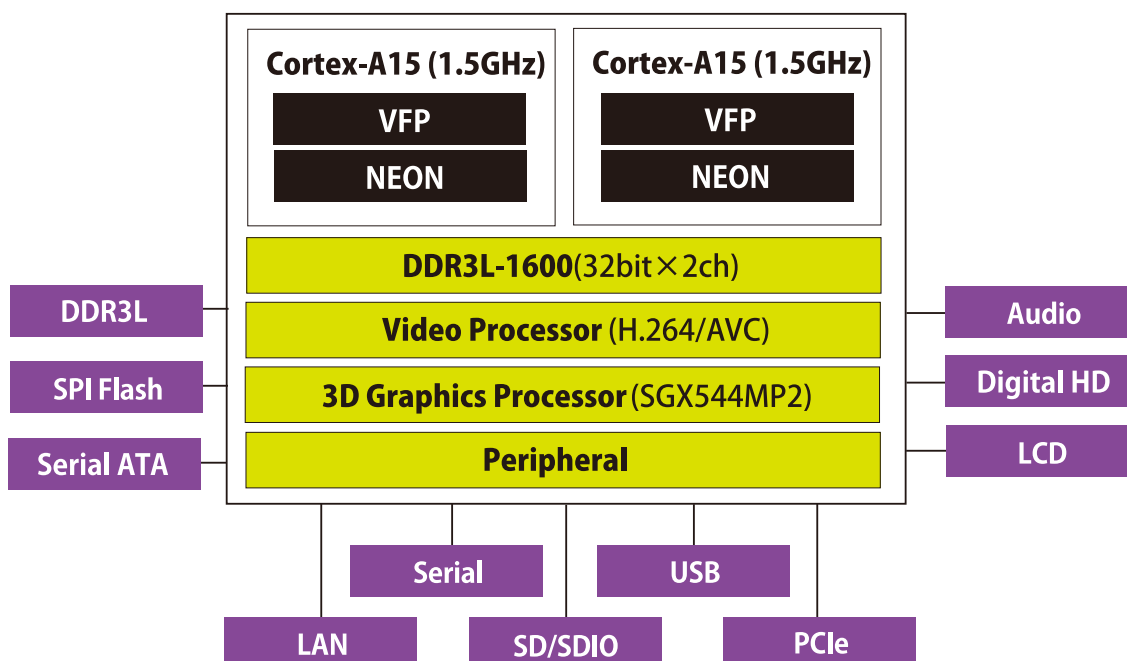 Cortex-A15 (1.5GHz)
VFP
NEON
Cortex-A15 (1.5GHz)
VFP
NEON
DDR3L-1600(32bit×2ch)
Video Processor (H.264/AVC)
3D Graphics Processor(SGX544MP2)
Peripheral
DDR3L
SPI Flash
Serial ATA
Audio
Digital HD
LCD
Serial
USB
LAN
SD/SDIO
PCIe